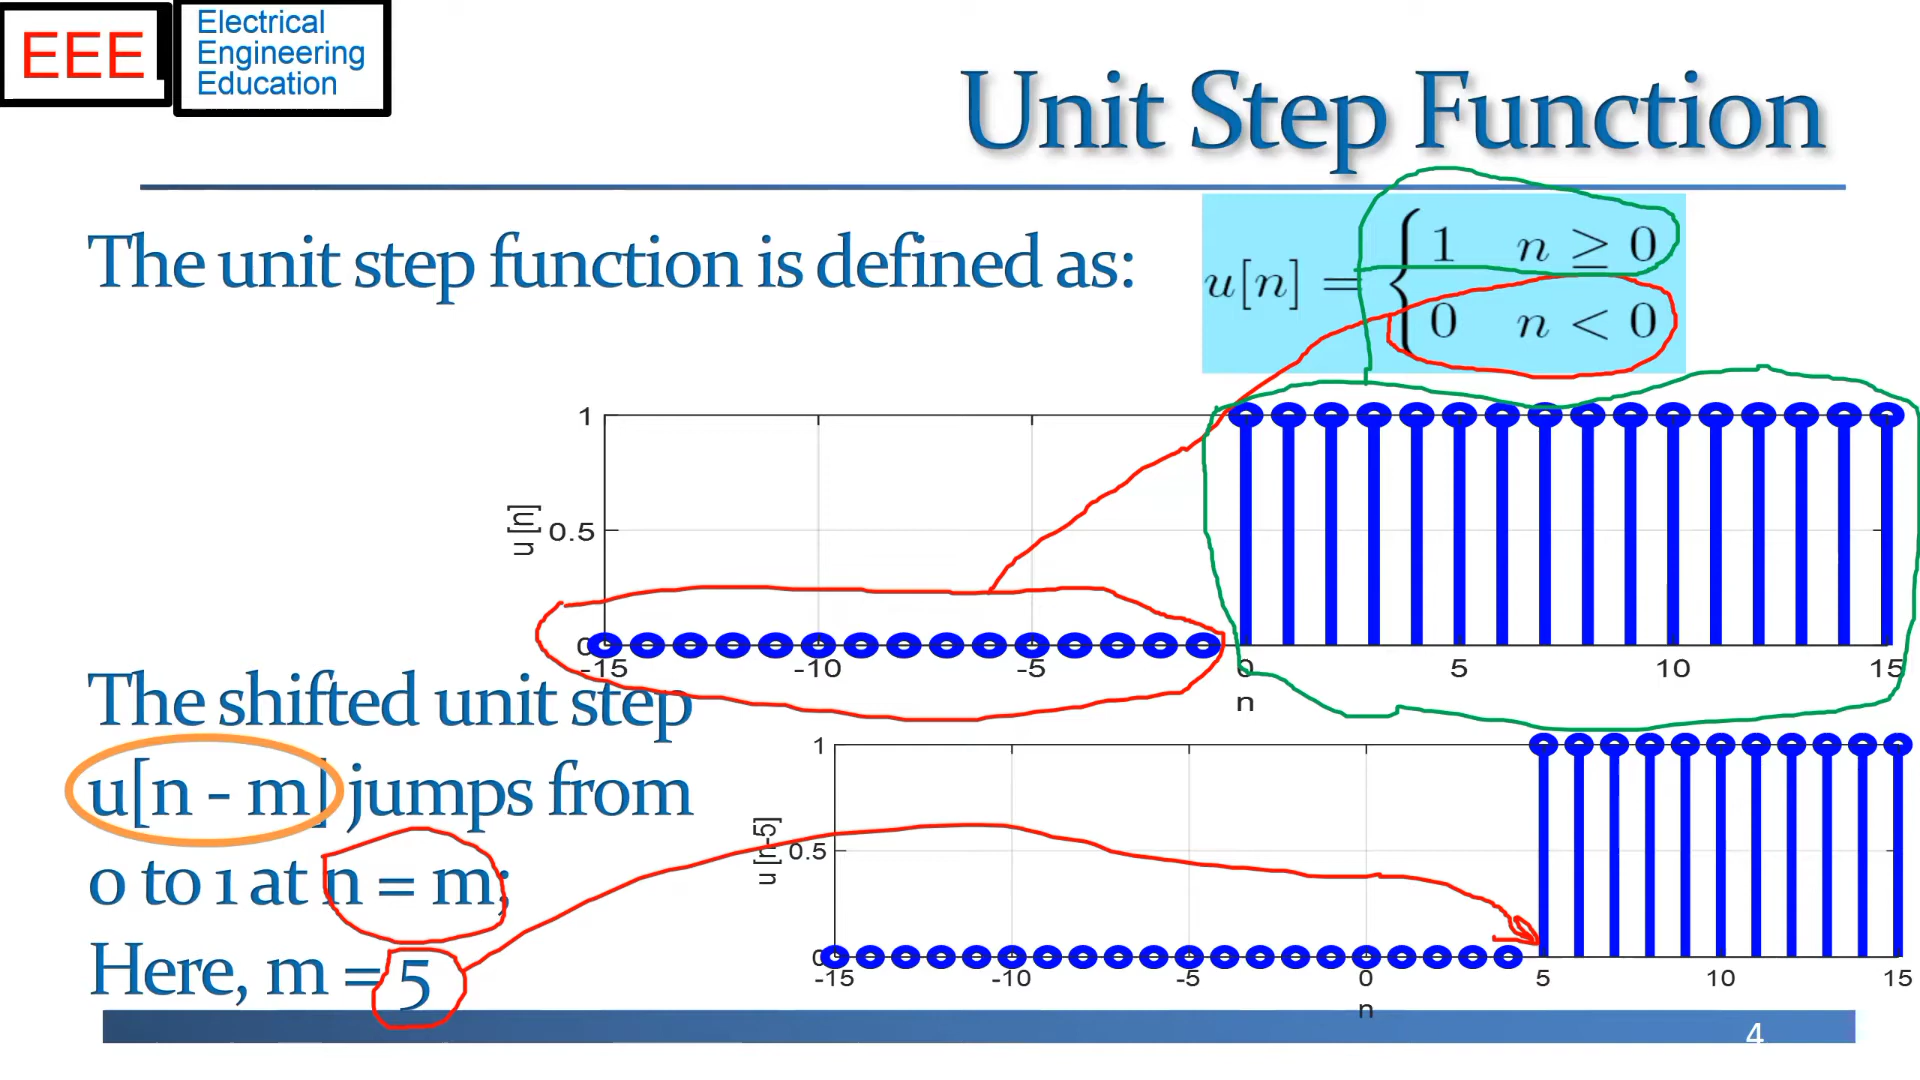 EEE
Electrical
Engineering
Education
Unit Step Function
The unit step function is defined as:
u[n] = { 1 n ≥ 0
0 n < 0
1
0.5
0
u [n]
-15 -10 -5 0 5 10 15
n
The shifted unit step
u[n - m] jumps from
0 to 1 at n = m;
Here, m = 5
1
0.5
0
u [n-5]
-15 -10 -5 0 5 10 15
n
4